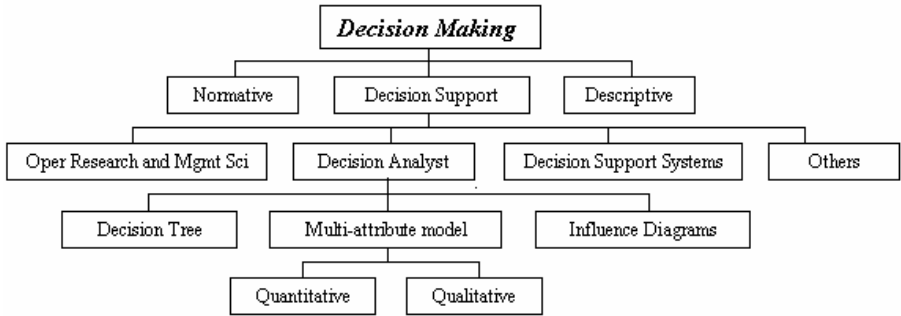 Decision Making
Normative
Decision Support
Descriptive
Oper Research and Mgmt Sci
Decision Analyst
Decision Support Systems
Others
Decision Tree
Multi-attribute model
Influence Diagrams
Quantitative
Qualitative